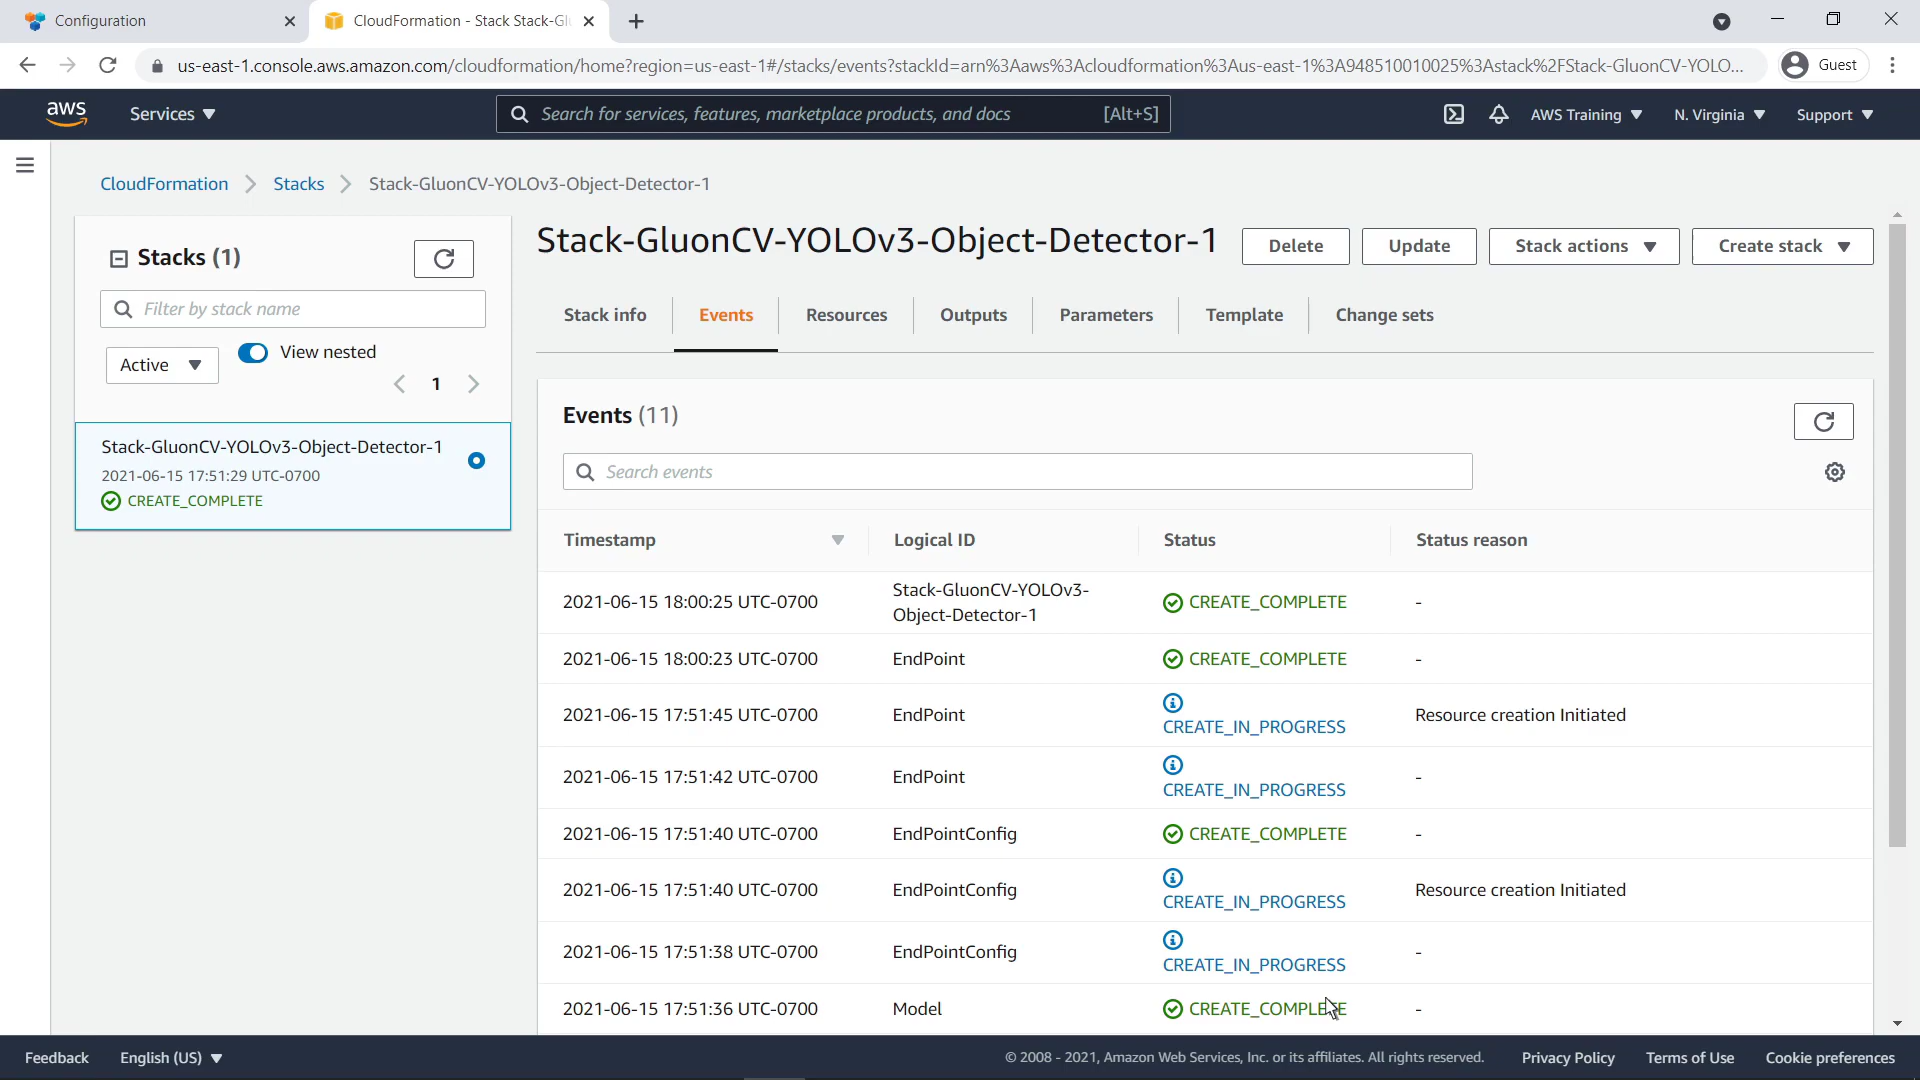 Configuration
CloudFormation - Stack Stack-Gl
us-east-1.console.aws.amazon.com/cloudformation/home?region=us-east-1#/stacks/events?stackId=arn%3Aaws%3Acloudformation%3Aus-east-1%3A948510010025%3Astack%2FStack-GluonCV-YOLO...
Guest
aws
Services
Search for services, features, marketplace products, and docs
[Alt+S]
AWS Training
N. Virginia
Support
CloudFormation
Stacks
Stack-GluonCV-YOLOv3-Object-Detector-1
Stacks (1)
Filter by stack name
Active
View nested
1
Stack-GluonCV-YOLOv3-Object-Detector-1
2021-06-15 17:51:29 UTC-0700
CREATE_COMPLETE
Stack-GluonCV-YOLOv3-Object-Detector-1
Delete
Update
Stack actions
Create stack
Stack info
Events
Resources
Outputs
Parameters
Template
Change sets
Events (11)
Search events
Timestamp
Logical ID
Status
Status reason
2021-06-15 18:00:25 UTC-0700
Stack-GluonCV-YOLOv3-
Object-Detector-1
CREATE_COMPLETE
-
2021-06-15 18:00:23 UTC-0700
EndPoint
CREATE_COMPLETE
-
2021-06-15 17:51:45 UTC-0700
EndPoint
CREATE_IN_PROGRESS
Resource creation Initiated
2021-06-15 17:51:42 UTC-0700
EndPoint
CREATE_IN_PROGRESS
-
2021-06-15 17:51:40 UTC-0700
EndPointConfig
CREATE_COMPLETE
-
2021-06-15 17:51:40 UTC-0700
EndPointConfig
CREATE_IN_PROGRESS
Resource creation Initiated
2021-06-15 17:51:38 UTC-0700
EndPointConfig
CREATE_IN_PROGRESS
-
2021-06-15 17:51:36 UTC-0700
Model
CREATE_COMPLETE
-
Feedback
English (US)
© 2008 - 2021, Amazon Web Services, Inc. or its affiliates. All rights reserved.
Privacy Policy
Terms of Use
Cookie preferences